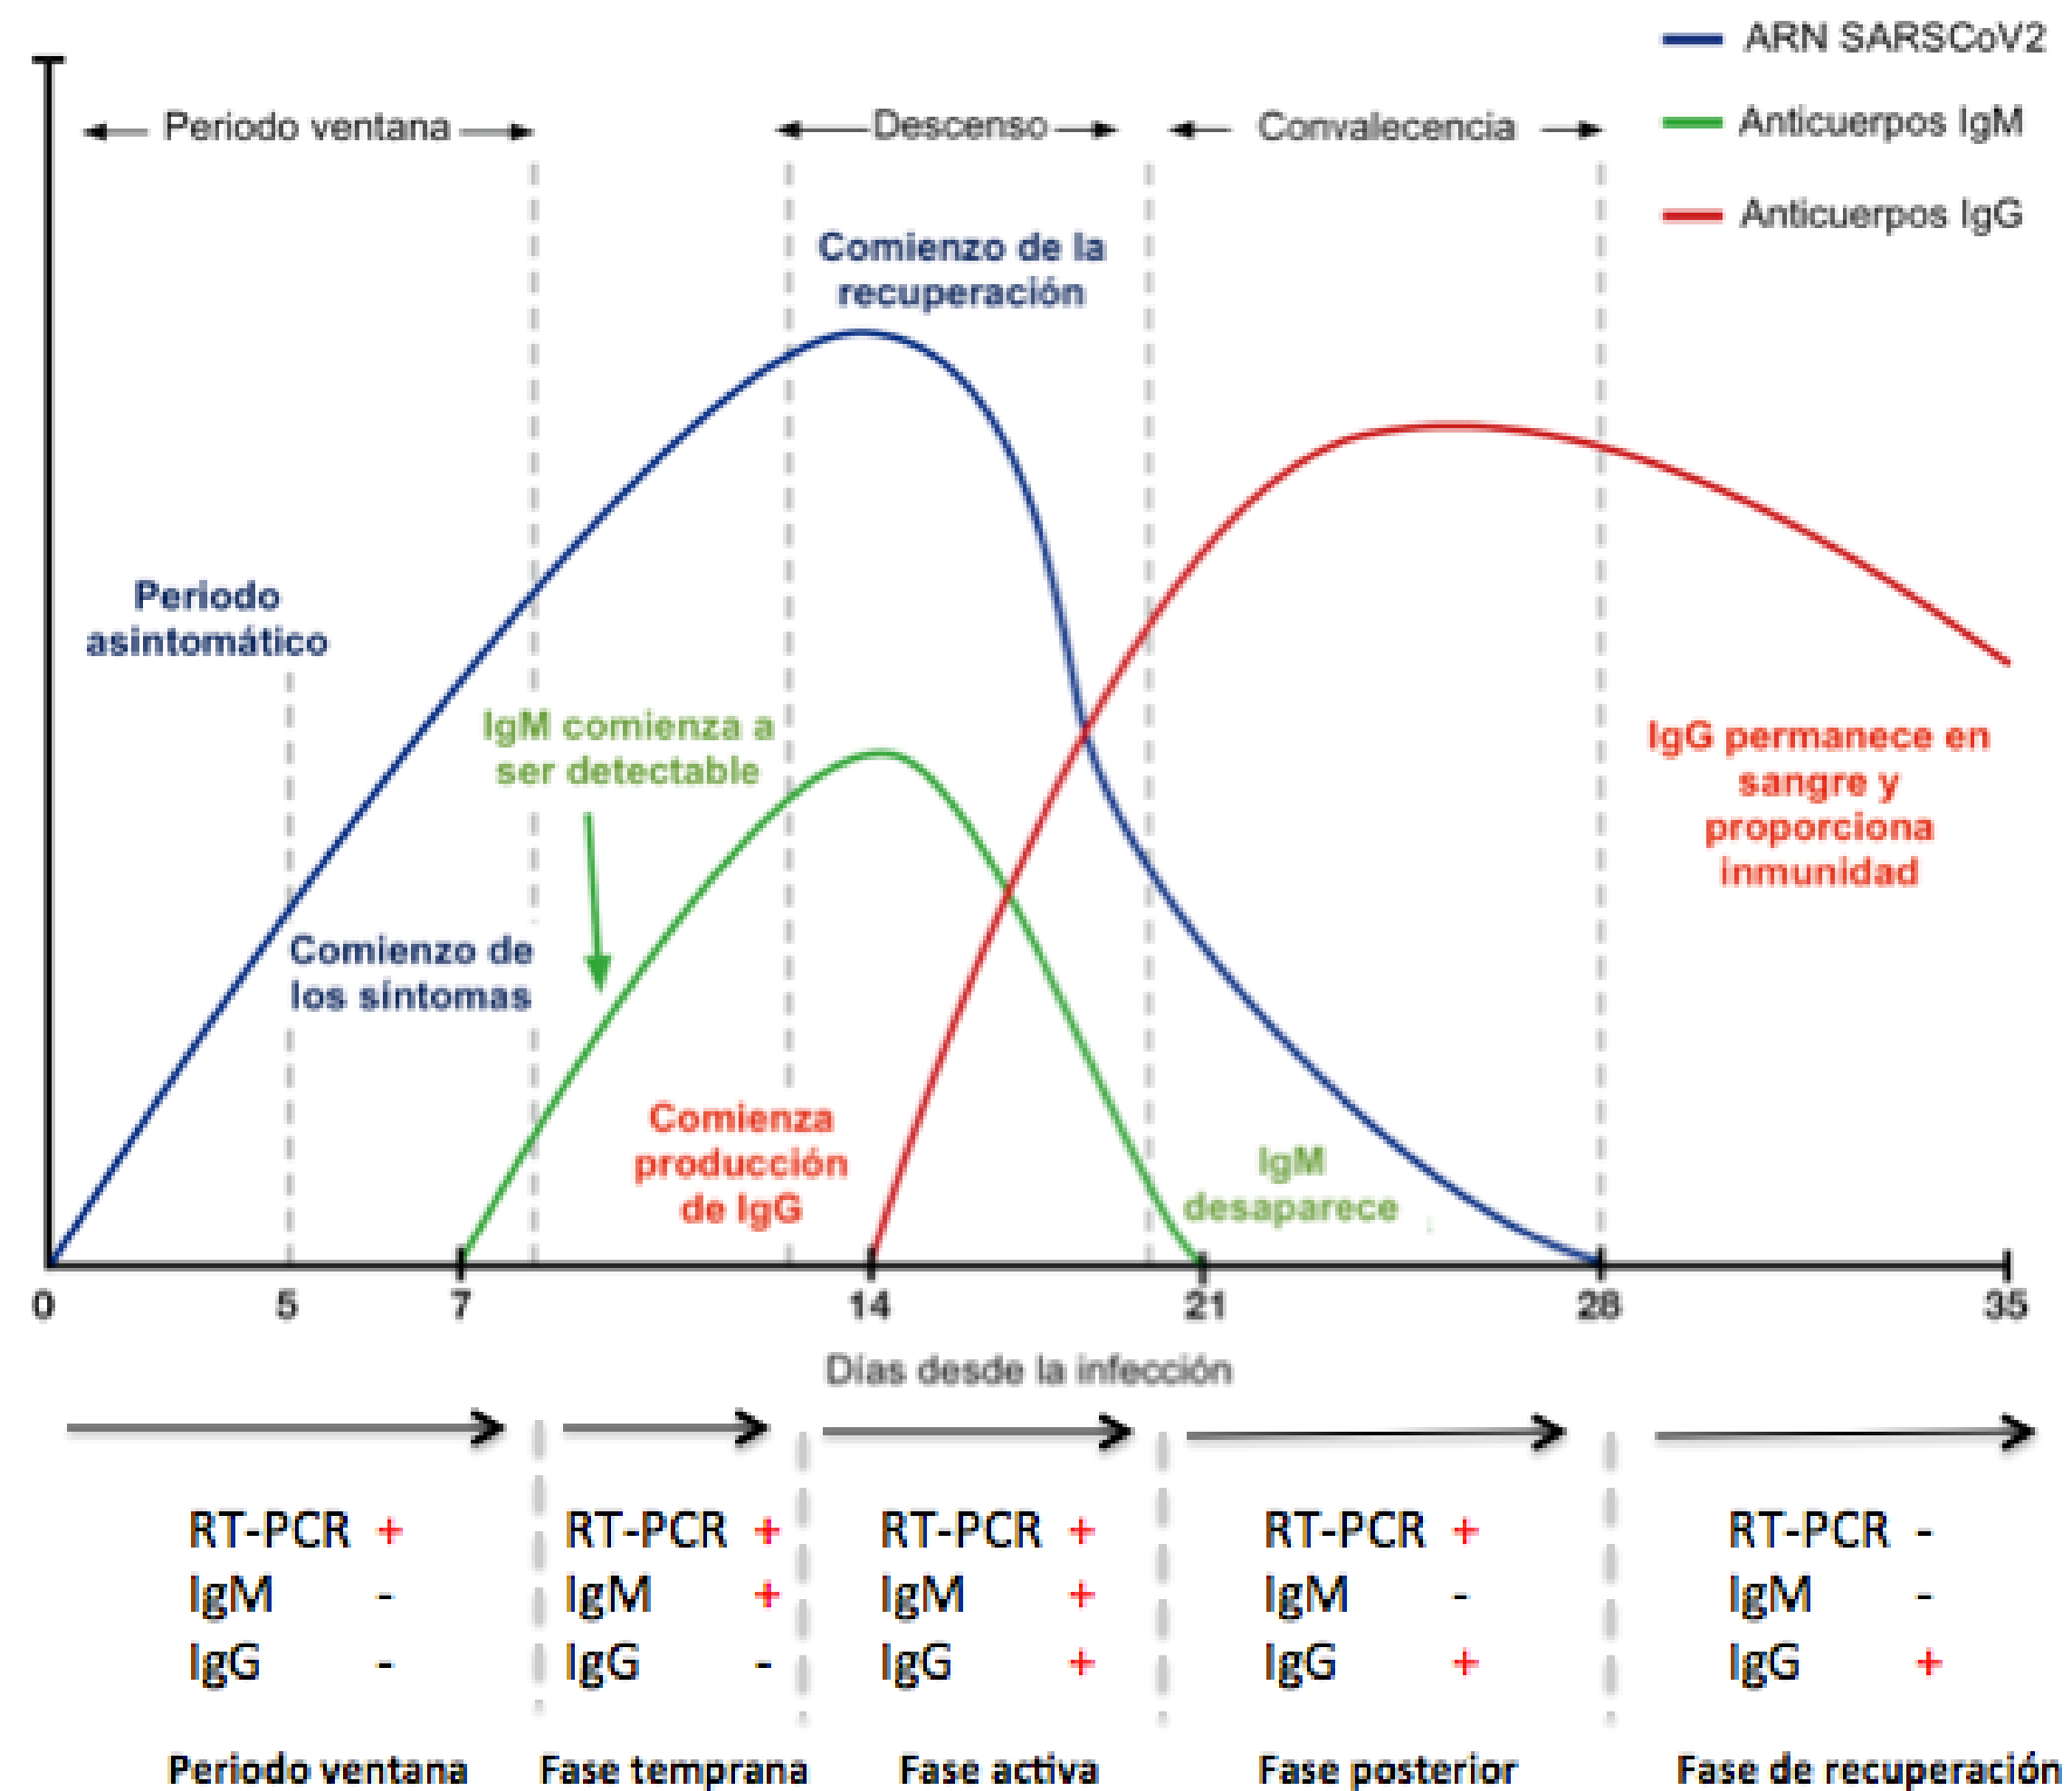 ARN SARSCoV2
Anticuerpos IgM
Anticuerpos IgG
Periodo ventana
Descenso
Convalecencia
Comienzo de la
recuperación
Periodo
asintomático
IgM comienza a
ser detectable
IgG permanece en
sangre y
proporciona
inmunidad
Comienzo de
los síntomas
Comienza
producción
de IgG
IgM
desaparece
0 5 7 14 21 28 35
Días desde la infección
RT-PCR + RT-PCR + RT-PCR + RT-PCR + RT-PCR -
IgM - IgM + IgM + IgM - IgM -
IgG - IgG - IgG + IgG + IgG +
Periodo ventana Fase temprana Fase activa Fase posterior Fase de recuperación